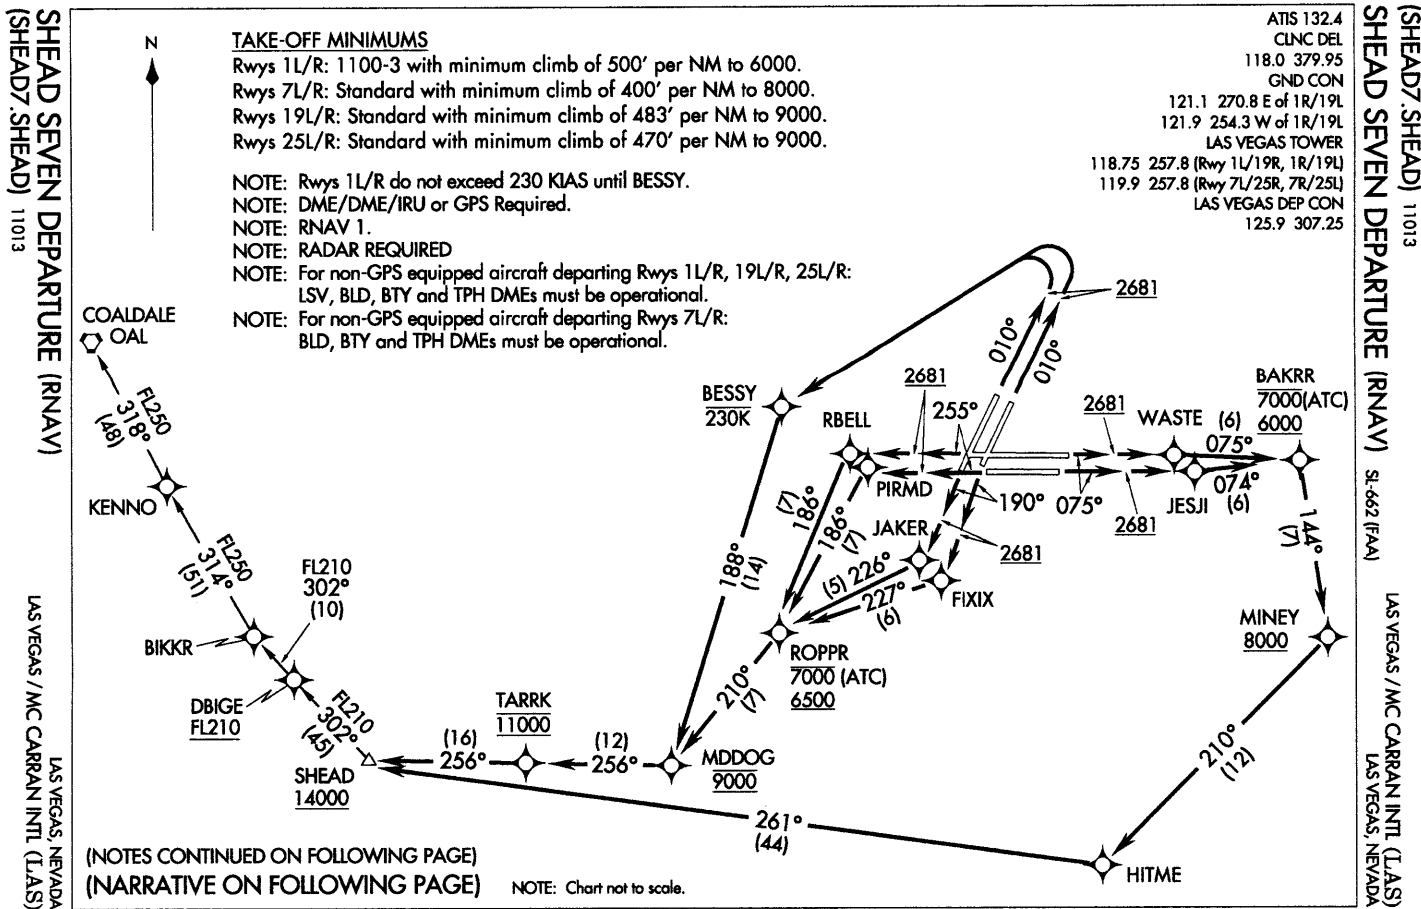 (SHEAD7.SHEAD) 11013
SHEAD SEVEN DEPARTURE (RNAV)
LAS VEGAS / MC CARRAN INTL (LAS)
LAS VEGAS, NEVADA
N
TAKE-OFF MINIMUMS
Rwys 1L/R: 1100-3 with minimum climb of 500' per NM to 6000.
Rwys 7L/R: Standard with minimum climb of 400' per NM to 8000.
Rwys 19L/R: Standard with minimum climb of 483' per NM to 9000.
Rwys 25L/R: Standard with minimum climb of 470' per NM to 9000.
NOTE: Rwys 1L/R do not exceed 230 KIAS until BESSY.
NOTE: DME/DME/IRU or GPS Required.
NOTE: RNAV 1.
NOTE: RADAR REQUIRED
NOTE: For non-GPS equipped aircraft departing Rwys 1L/R, 19L/R, 25L/R:
LSV, BLD, BTY and TPH DMEs must be operational.
NOTE: For non-GPS equipped aircraft departing Rwys 7L/R:
BLD, BTY and TPH DMEs must be operational.
ATIS 132.4
CLNC DEL
118.0 379.95
GND CON
121.1 270.8 E of 1R/19L
121.9 254.3 W of 1R/19L
LAS VEGAS TOWER
118.75 257.8 (Rwy 1L/19R, 1R/19L)
119.9 257.8 (Rwy 7L/25R, 7R/25L)
LAS VEGAS DEP CON
125.9 307.25
2681
010°
010°
COALDALE
OAL
FL250
318°
(48)
KENNO
FL250
314°
(51)
BIKKR
FL210
302°
(10)
DBIGE
FL210
FL210
302°
(45)
SHEAD
14000
(16)
256°
TARRK
11000
(12)
256°
MDDOG
9000
BESSY
230K
188°
(14)
RBELL
2681
255°
PIRMD
(7)
186°
186°
(7)
JAKER
190°
2681
FIXIX
(5) 226°
227°
(6)
ROPPR
7000 (ATC)
6500
210°
(7)
2681
075°
2681
WASTE
(6)
075°
JESJI
074°
(6)
BAKRR
7000(ATC)
6000
144°
(7)
MINEY
8000
210°
(12)
HITME
261°
(44)
(NOTES CONTINUED ON FOLLOWING PAGE)
(NARRATIVE ON FOLLOWING PAGE)
NOTE: Chart not to scale.
(SHEAD7.SHEAD) 11013
SHEAD SEVEN DEPARTURE (RNAV)
SL-662 (FAA)
LAS VEGAS / MC CARRAN INTL (LAS)
LAS VEGAS, NEVADA